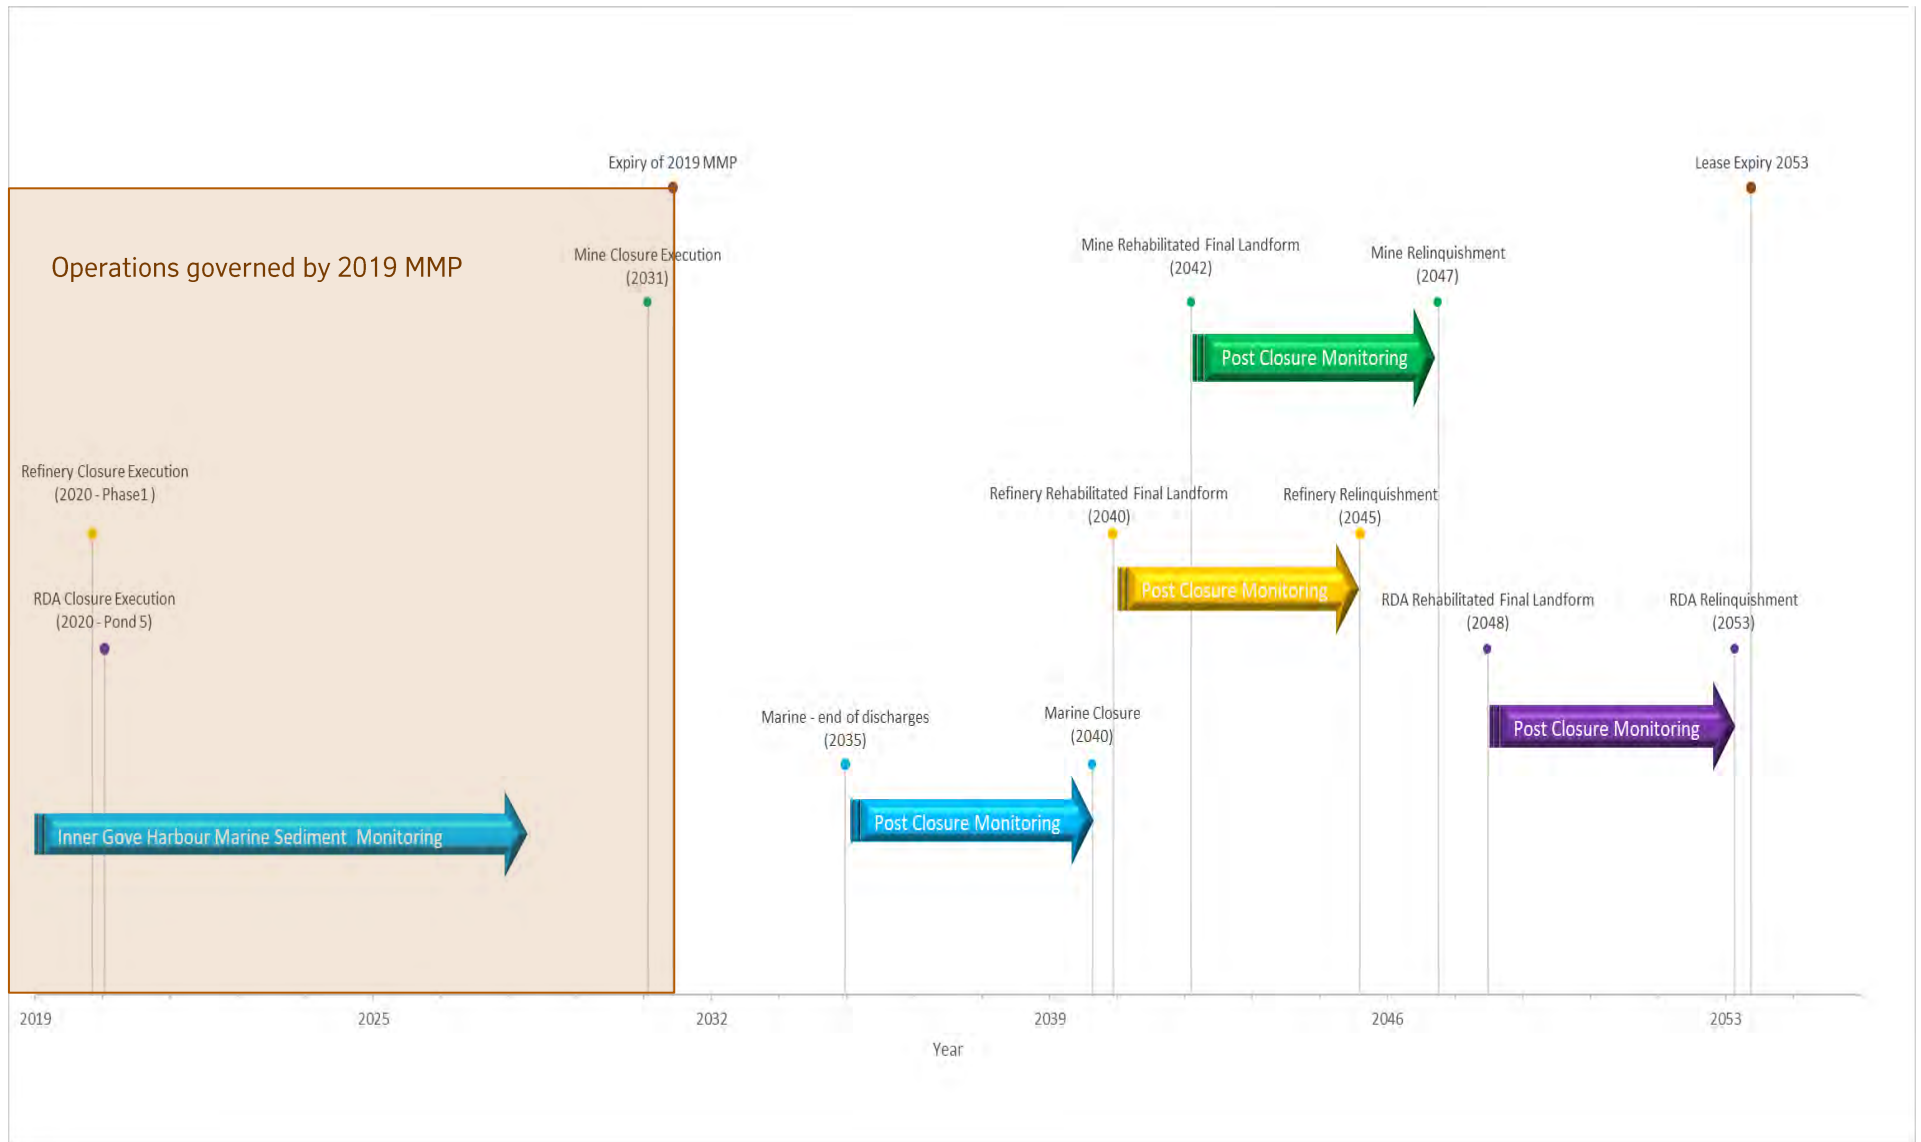 Expiry of 2019 MMP
Lease Expiry 2053
Operations governed by 2019 MMP
Mine Closure Execution
(2031)
Mine Rehabilitated Final Landform
(2042)
Mine Relinquishment
(2047)
Post Closure Monitoring
Refinery Closure Execution
(2020 - Phase1 )
Refinery Rehabilitated Final Landform
(2040)
Refinery Relinquishment
(2045)
Post Closure Monitoring
RDA Closure Execution
(2020 - Pond 5)
RDA Rehabilitated Final Landform
(2048)
RDA Relinquishment
(2053)
Post Closure Monitoring
Marine - end of discharges
(2035)
Marine Closure
(2040)
Post Closure Monitoring
Inner Gove Harbour Marine Sediment Monitoring
2019 2025 2032 2039 2046 2053
Year